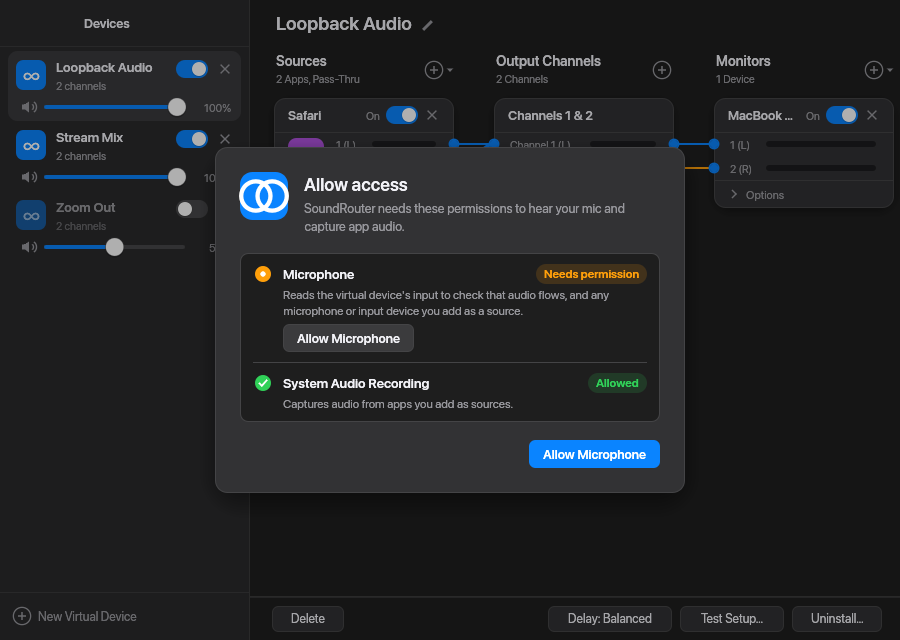 Devices
Loopback Audio
2 channels
100%
Stream Mix
2 channels
10
Zoom Out
2 channels
5
New Virtual Device
Loopback Audio
Sources
2 Apps, Pass-Thru
Output Channels
2 Channels
Monitors
1 Device
Safari
On
1 (L)
Channels 1 & 2
Channel 1 (L)
MacBook ...
On
1 (L)
2 (R)
Options
Allow access
SoundRouter needs these permissions to hear your mic and
capture app audio.
Microphone
Needs permission
Reads the virtual device's input to check that audio flows, and any
microphone or input device you add as a source.
Allow Microphone
System Audio Recording
Allowed
Captures audio from apps you add as sources.
Allow Microphone
Delete
Delay: Balanced
Test Setup...
Uninstall...